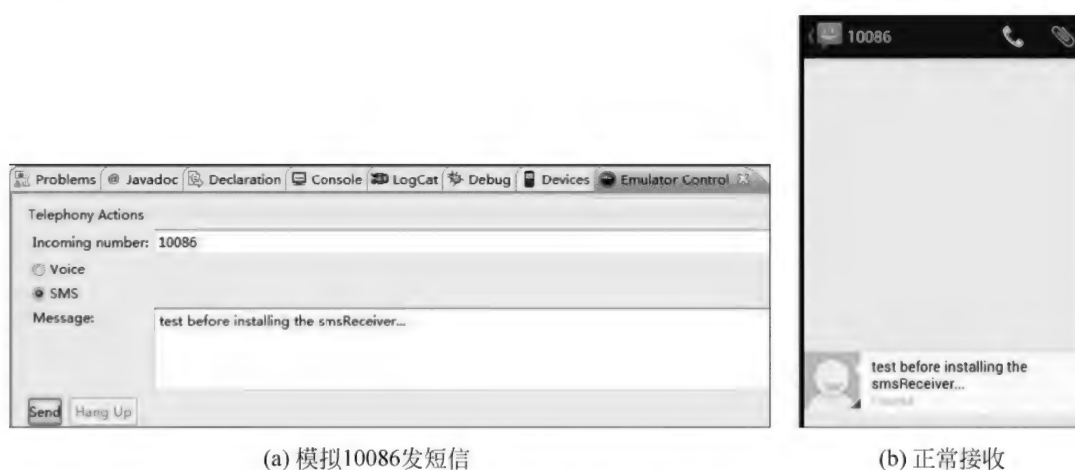 Problems @ Javadoc Declaration Console LogCat Debug Devices Emulator Control
Telephony Actions
Incoming number: 10086
Voice
SMS
Message: test before installing the smsReceiver...
Send Hang Up
(a) 模拟10086发短信
10086
test before installing the
smsReceiver...
(b) 正常接收